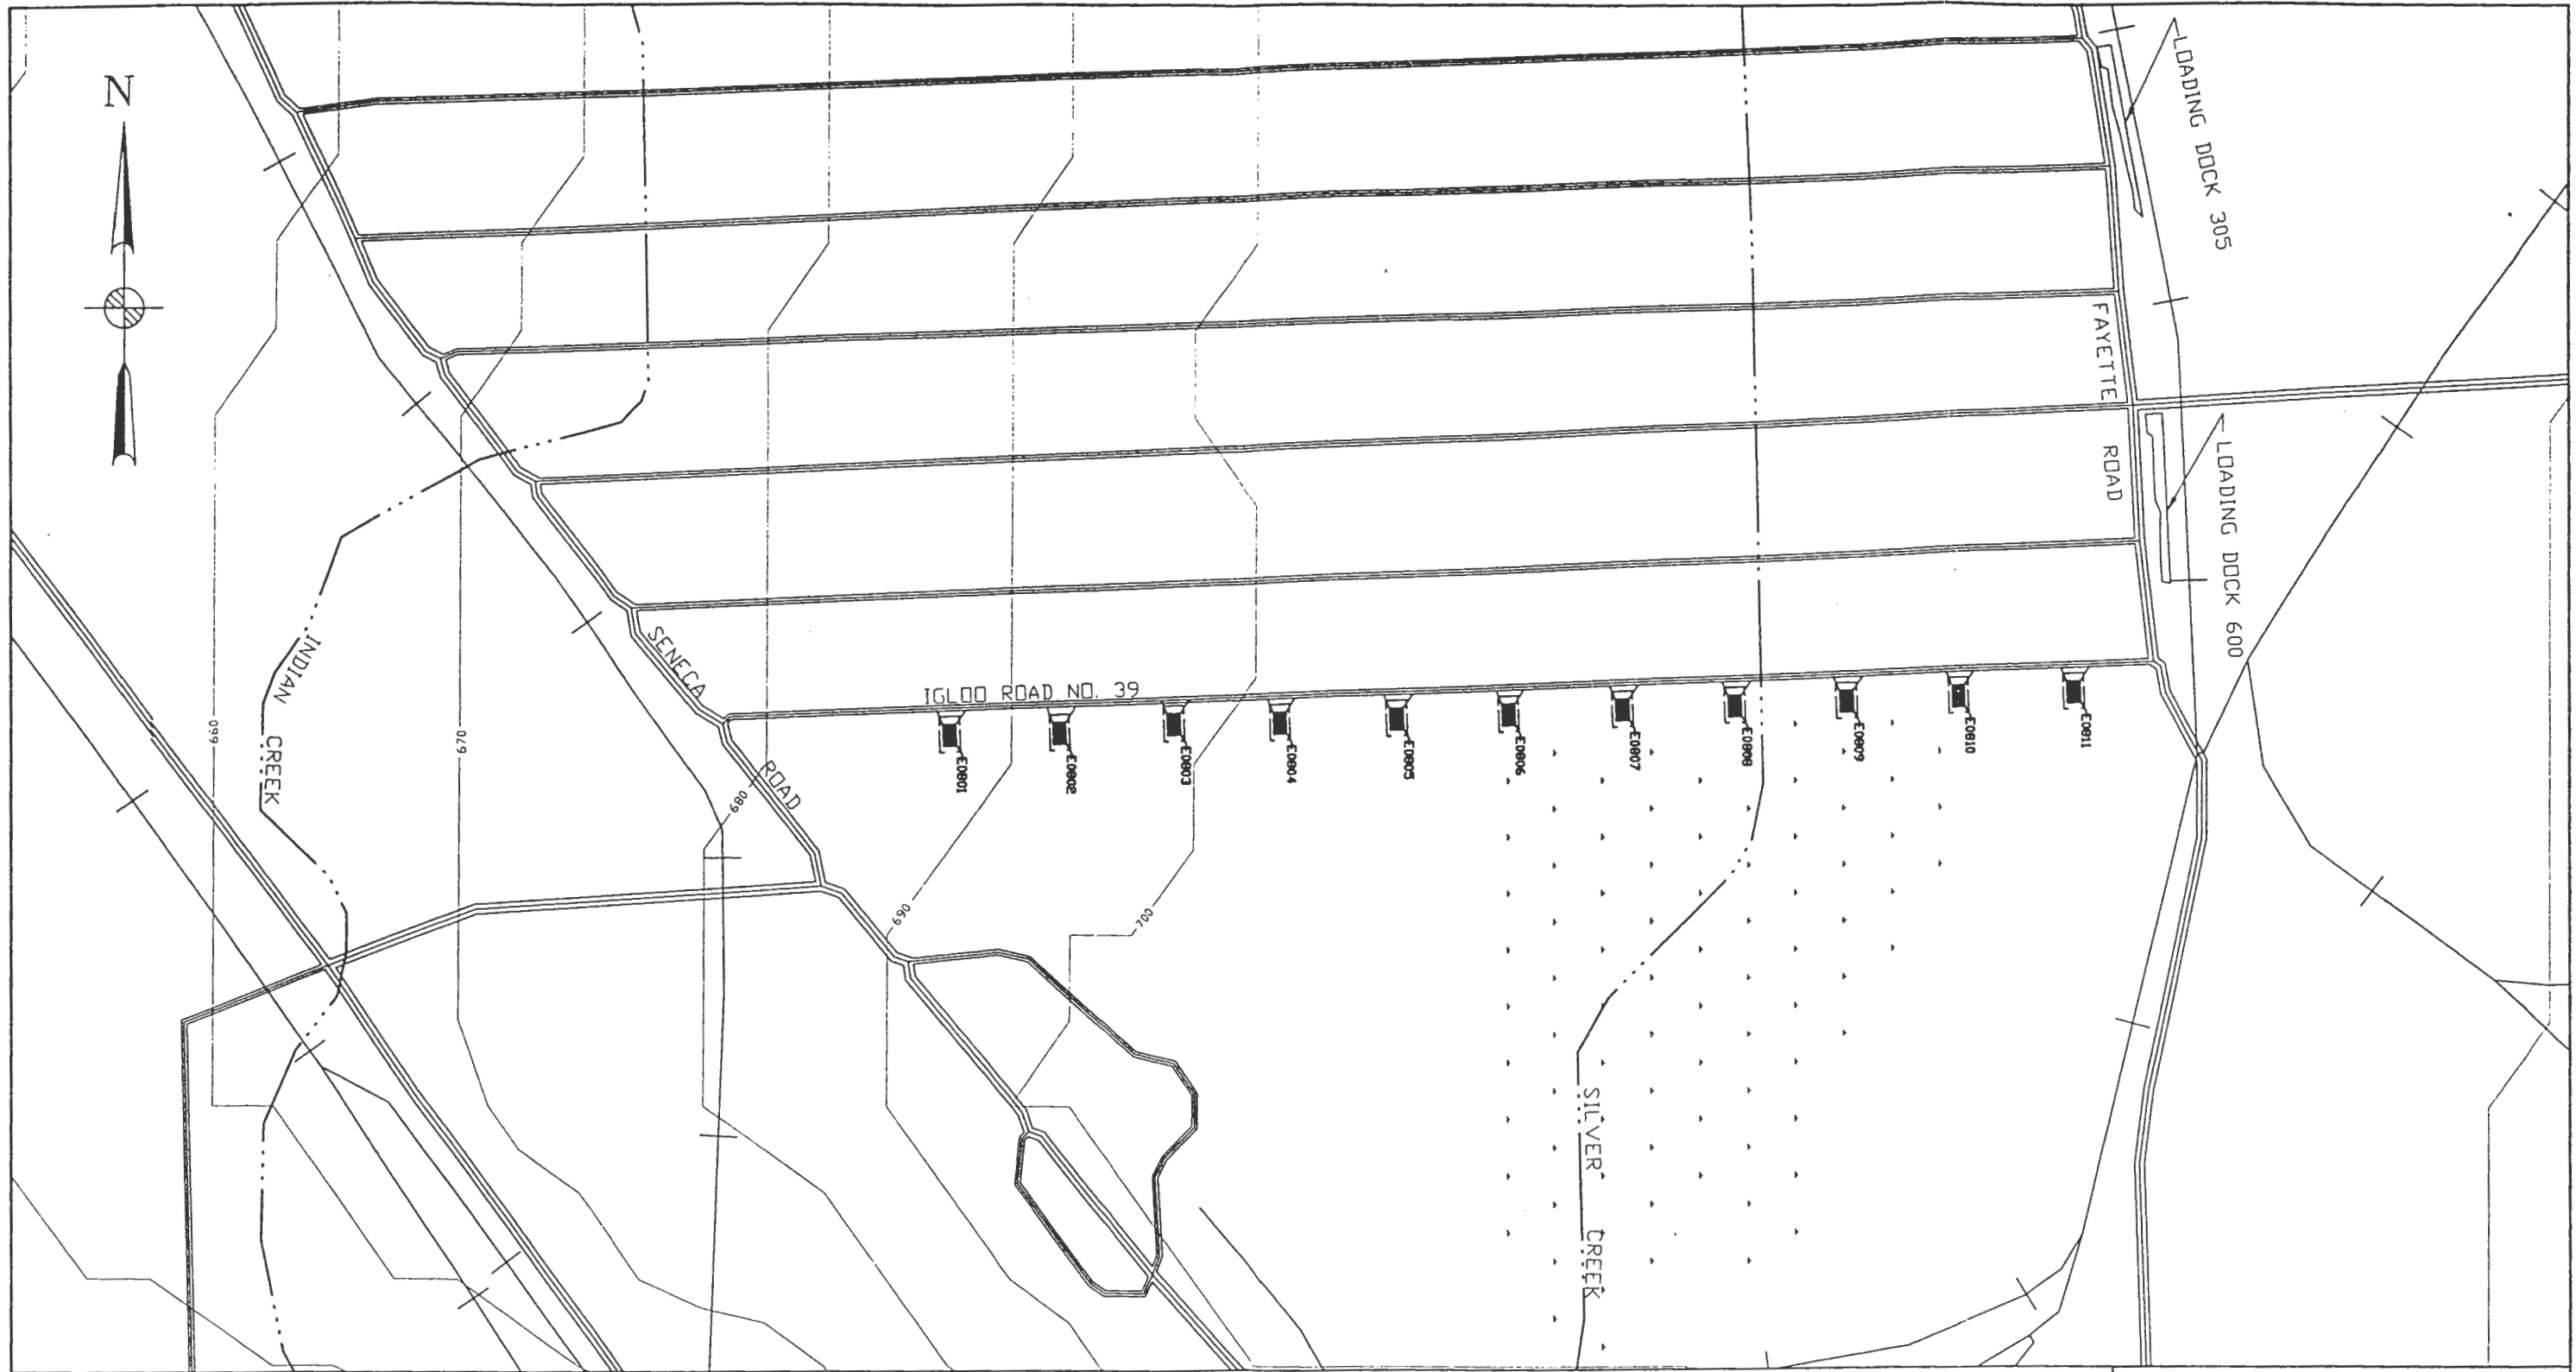 N
LOADING DOCK 305
FAYETTE ROAD
LOADING DOCK 600
INDIAN CREEK
SENECA ROAD
IGLOO ROAD NO. 39
E0801
E0802
E0803
E0804
E0805
E0806
E0807
E0808
E0809
E0810
E0811
660
670
680
690
700
SILVER CREEK